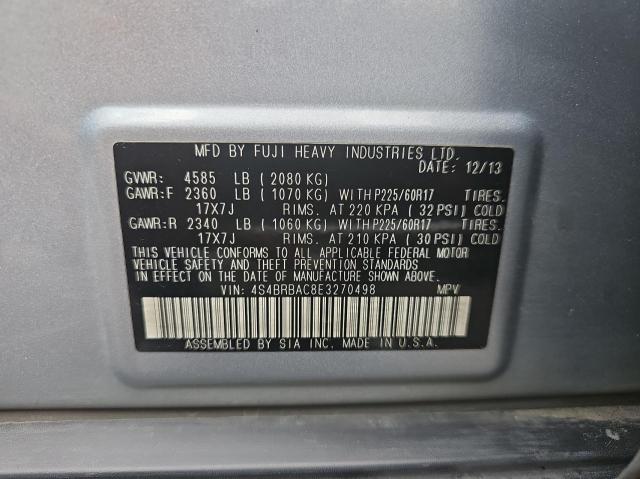 MFD BY FUJI HEAVY INDUSTRIES LTD.
DATE: 12/13
GVWR: 4585 LB ( 2080 KG)
GAWR:F 2360 LB ( 1070 KG) WITH P225/60R17 TIRES.
17X7J RIMS. AT 220 KPA ( 32 PSI) COLD
GAWR:R 2340 LB ( 1060 KG) WITH P225/60R17 TIRES.
17X7J RIMS. AT 210 KPA ( 30 PSI) COLD
THIS VEHICLE CONFORMS TO ALL APPLICABLE FEDERAL MOTOR
VEHICLE SAFETY AND THEFT PREVENTION STANDARDS
IN EFFECT ON THE DATE OF MANUFACTURE SHOWN ABOVE.
VIN: 4S4BRBAC8E3270498 MPV
ASSEMBLED BY SIA INC. MADE IN U.S.A.